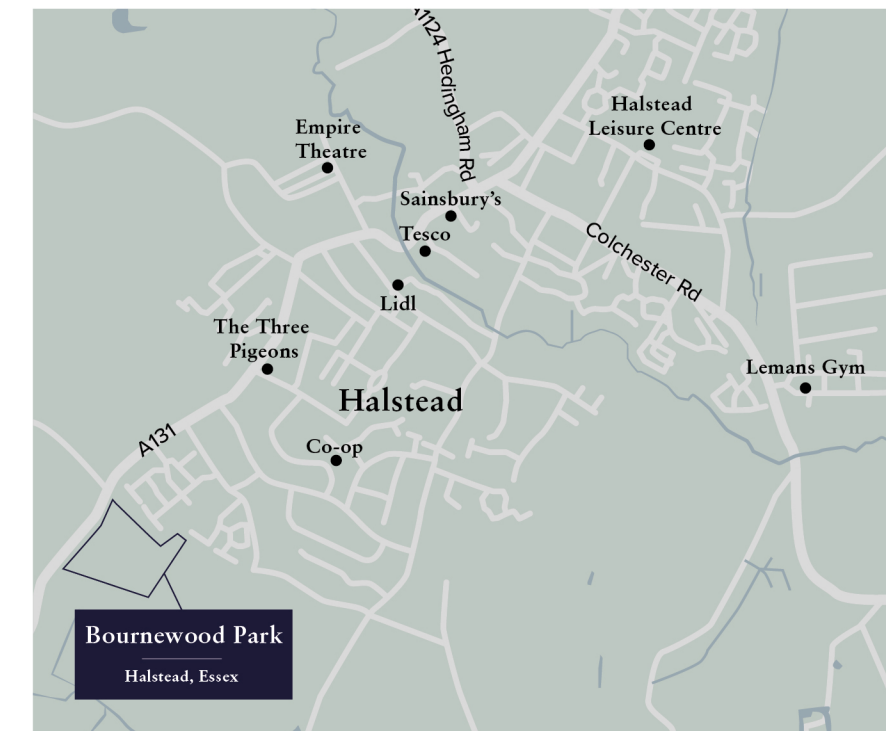 A1124 Hedingham Rd
Halstead
Leisure Centre
Empire
Theatre
Sainsbury's
Tesco
Colchester Rd
Lidl
The Three
Pigeons
Lemans Gym
Halstead
A131
Co-op
Bournewood Park
Halstead, Essex